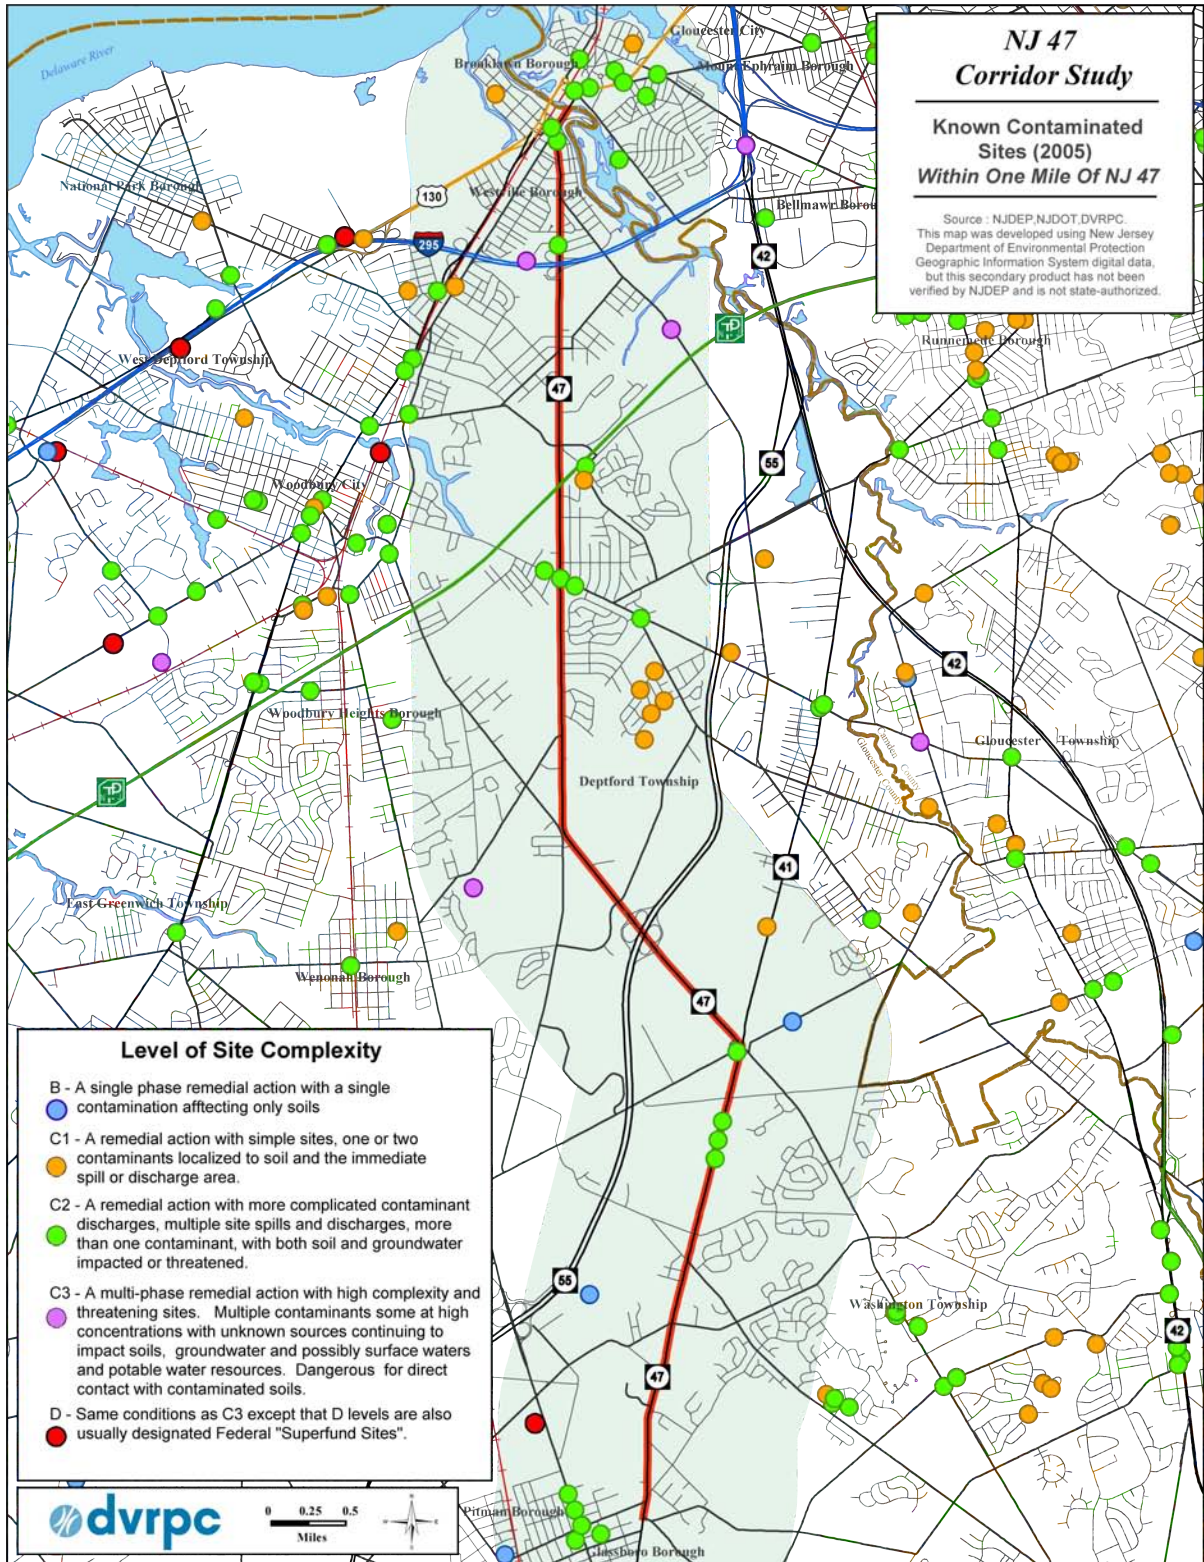 Delaware River
Gloucester City
Brooklawn Borough
Mount Ephraim Borough
NJ 47
Corridor Study
Known Contaminated
Sites (2005)
Within One Mile Of NJ 47
Source : NJDEP,NJDOT,DVRPC.
This map was developed using New Jersey
Department of Environmental Protection
Geographic Information System digital data,
but this secondary product has not been
verified by NJDEP and is not state-authorized.
National Park Borough
130
Westville Borough
Bellmawr Borou
295
42
West Deptford Township
Runnemede Borough
47
55
Woodbury City
42
Woodbury Heights Borough
Gloucester Township
Camden County
Gloucester County
Deptford Township
41
East Greenwich Township
Wenonah Borough
47
Level of Site Complexity
B - A single phase remedial action with a single
contamination afftecting only soils
C1 - A remedial action with simple sites, one or two
contaminants localized to soil and the immediate
spill or discharge area.
C2 - A remedial action with more complicated contaminant
discharges, multiple site spills and discharges, more
than one contaminant, with both soil and groundwater
impacted or threatened.
C3 - A multi-phase remedial action with high complexity and
threatening sites. Multiple contaminants some at high
concentrations with unknown sources continuing to
impact soils, groundwater and possibly surface waters
and potable water resources. Dangerous for direct
contact with contaminated soils.
D - Same conditions as C3 except that D levels are also
usually designated Federal "Superfund Sites".
55
Washington Township
42
47
dvrpc
0 0.25 0.5
Miles
Pitman Borough
Glassboro Borough